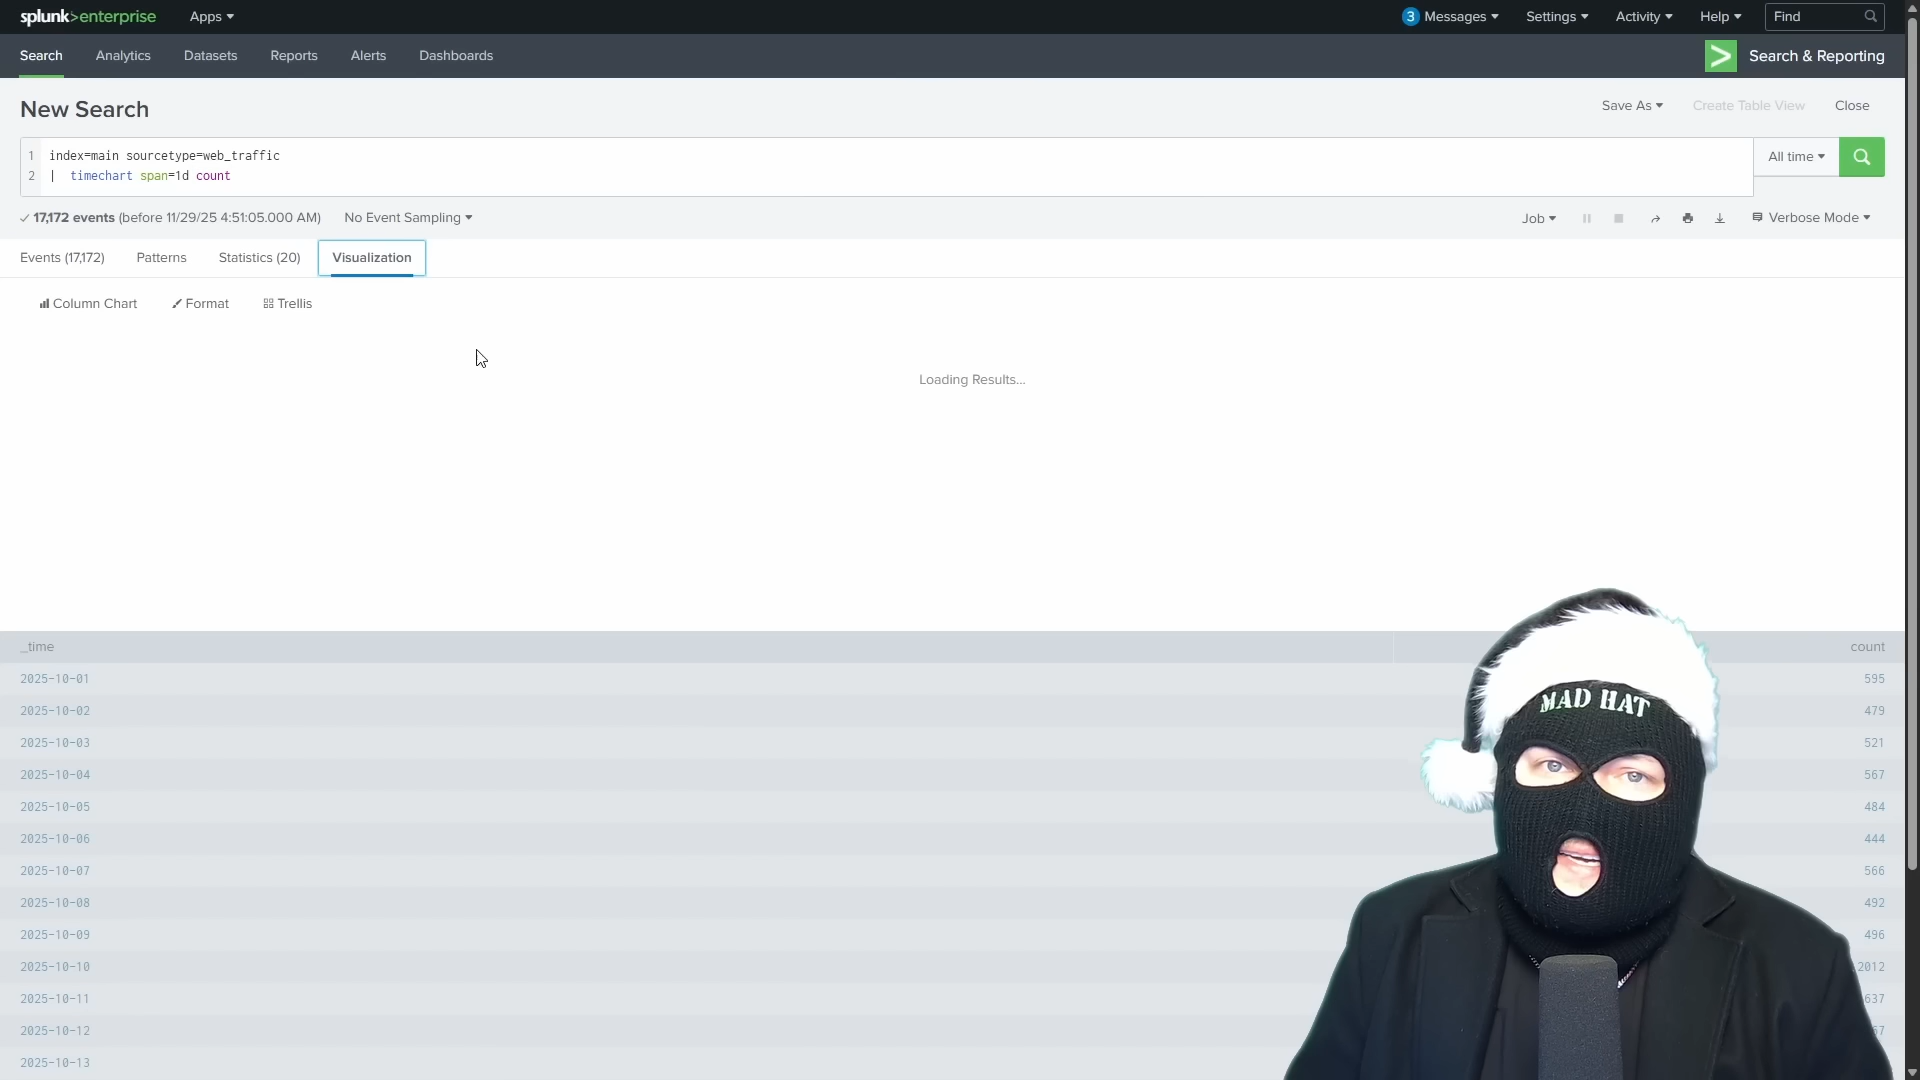 splunk>enterprise Apps 3 Messages Settings Activity Help Find
Search Analytics Datasets Reports Alerts Dashboards Search & Reporting
New Search Save As Create Table View Close
1 index=main sourcetype=web_traffic All time
2 | timechart span=1d count
17,172 events (before 11/29/25 4:51:05.000 AM) No Event Sampling Job Verbose Mode
Events (17,172) Patterns Statistics (20) Visualization
Column Chart Format Trellis
Loading Results...
_time count
2025-10-01 595
2025-10-02 479
2025-10-03 521
2025-10-04 567
2025-10-05 484
2025-10-06 444
2025-10-07 566
2025-10-08 492
2025-10-09 496
2025-10-10 2012
2025-10-11 637
2025-10-12
2025-10-13
MAD HAT